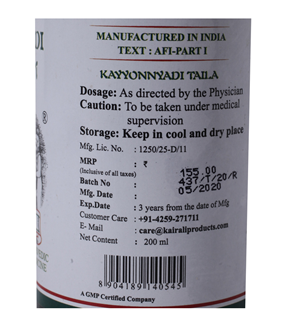 MANUFACTURED IN INDIA
TEXT : AFI-PART I
KAYYONNYADI TAILA
Dosage: As directed by the Physician
Caution: To be taken under medical
supervision
Storage: Keep in cool and dry place
Mfg. Lic. No. : 1250/25-D/11
MRP : ₹ 155.00
(Inclusive of all taxes)
Batch No : 437/T/20/R
Mfg. Date : 05/2020
Exp.Date : 3 years from the date of Mfg.
Customer Care : +91-4259-271711
E- Mail : care@kairaliproducts.com
Net Content : 200 ml
8 904189 140545
A GMP Certified Company